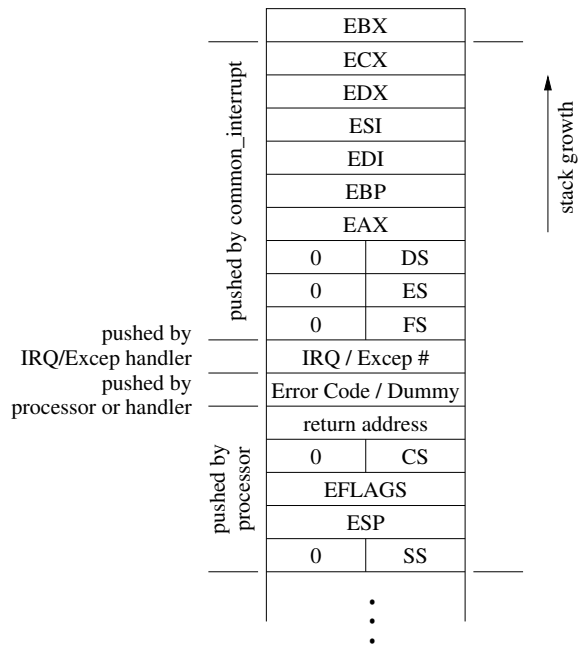 EBX
ECX
EDX
ESI
EDI
EBP
EAX
0 DS
0 ES
0 FS
IRQ / Excep #
Error Code / Dummy
return address
0 CS
EFLAGS
ESP
0 SS
pushed by common_interrupt
pushed by
IRQ/Excep handler
pushed by
processor or handler
pushed by
processor
stack growth